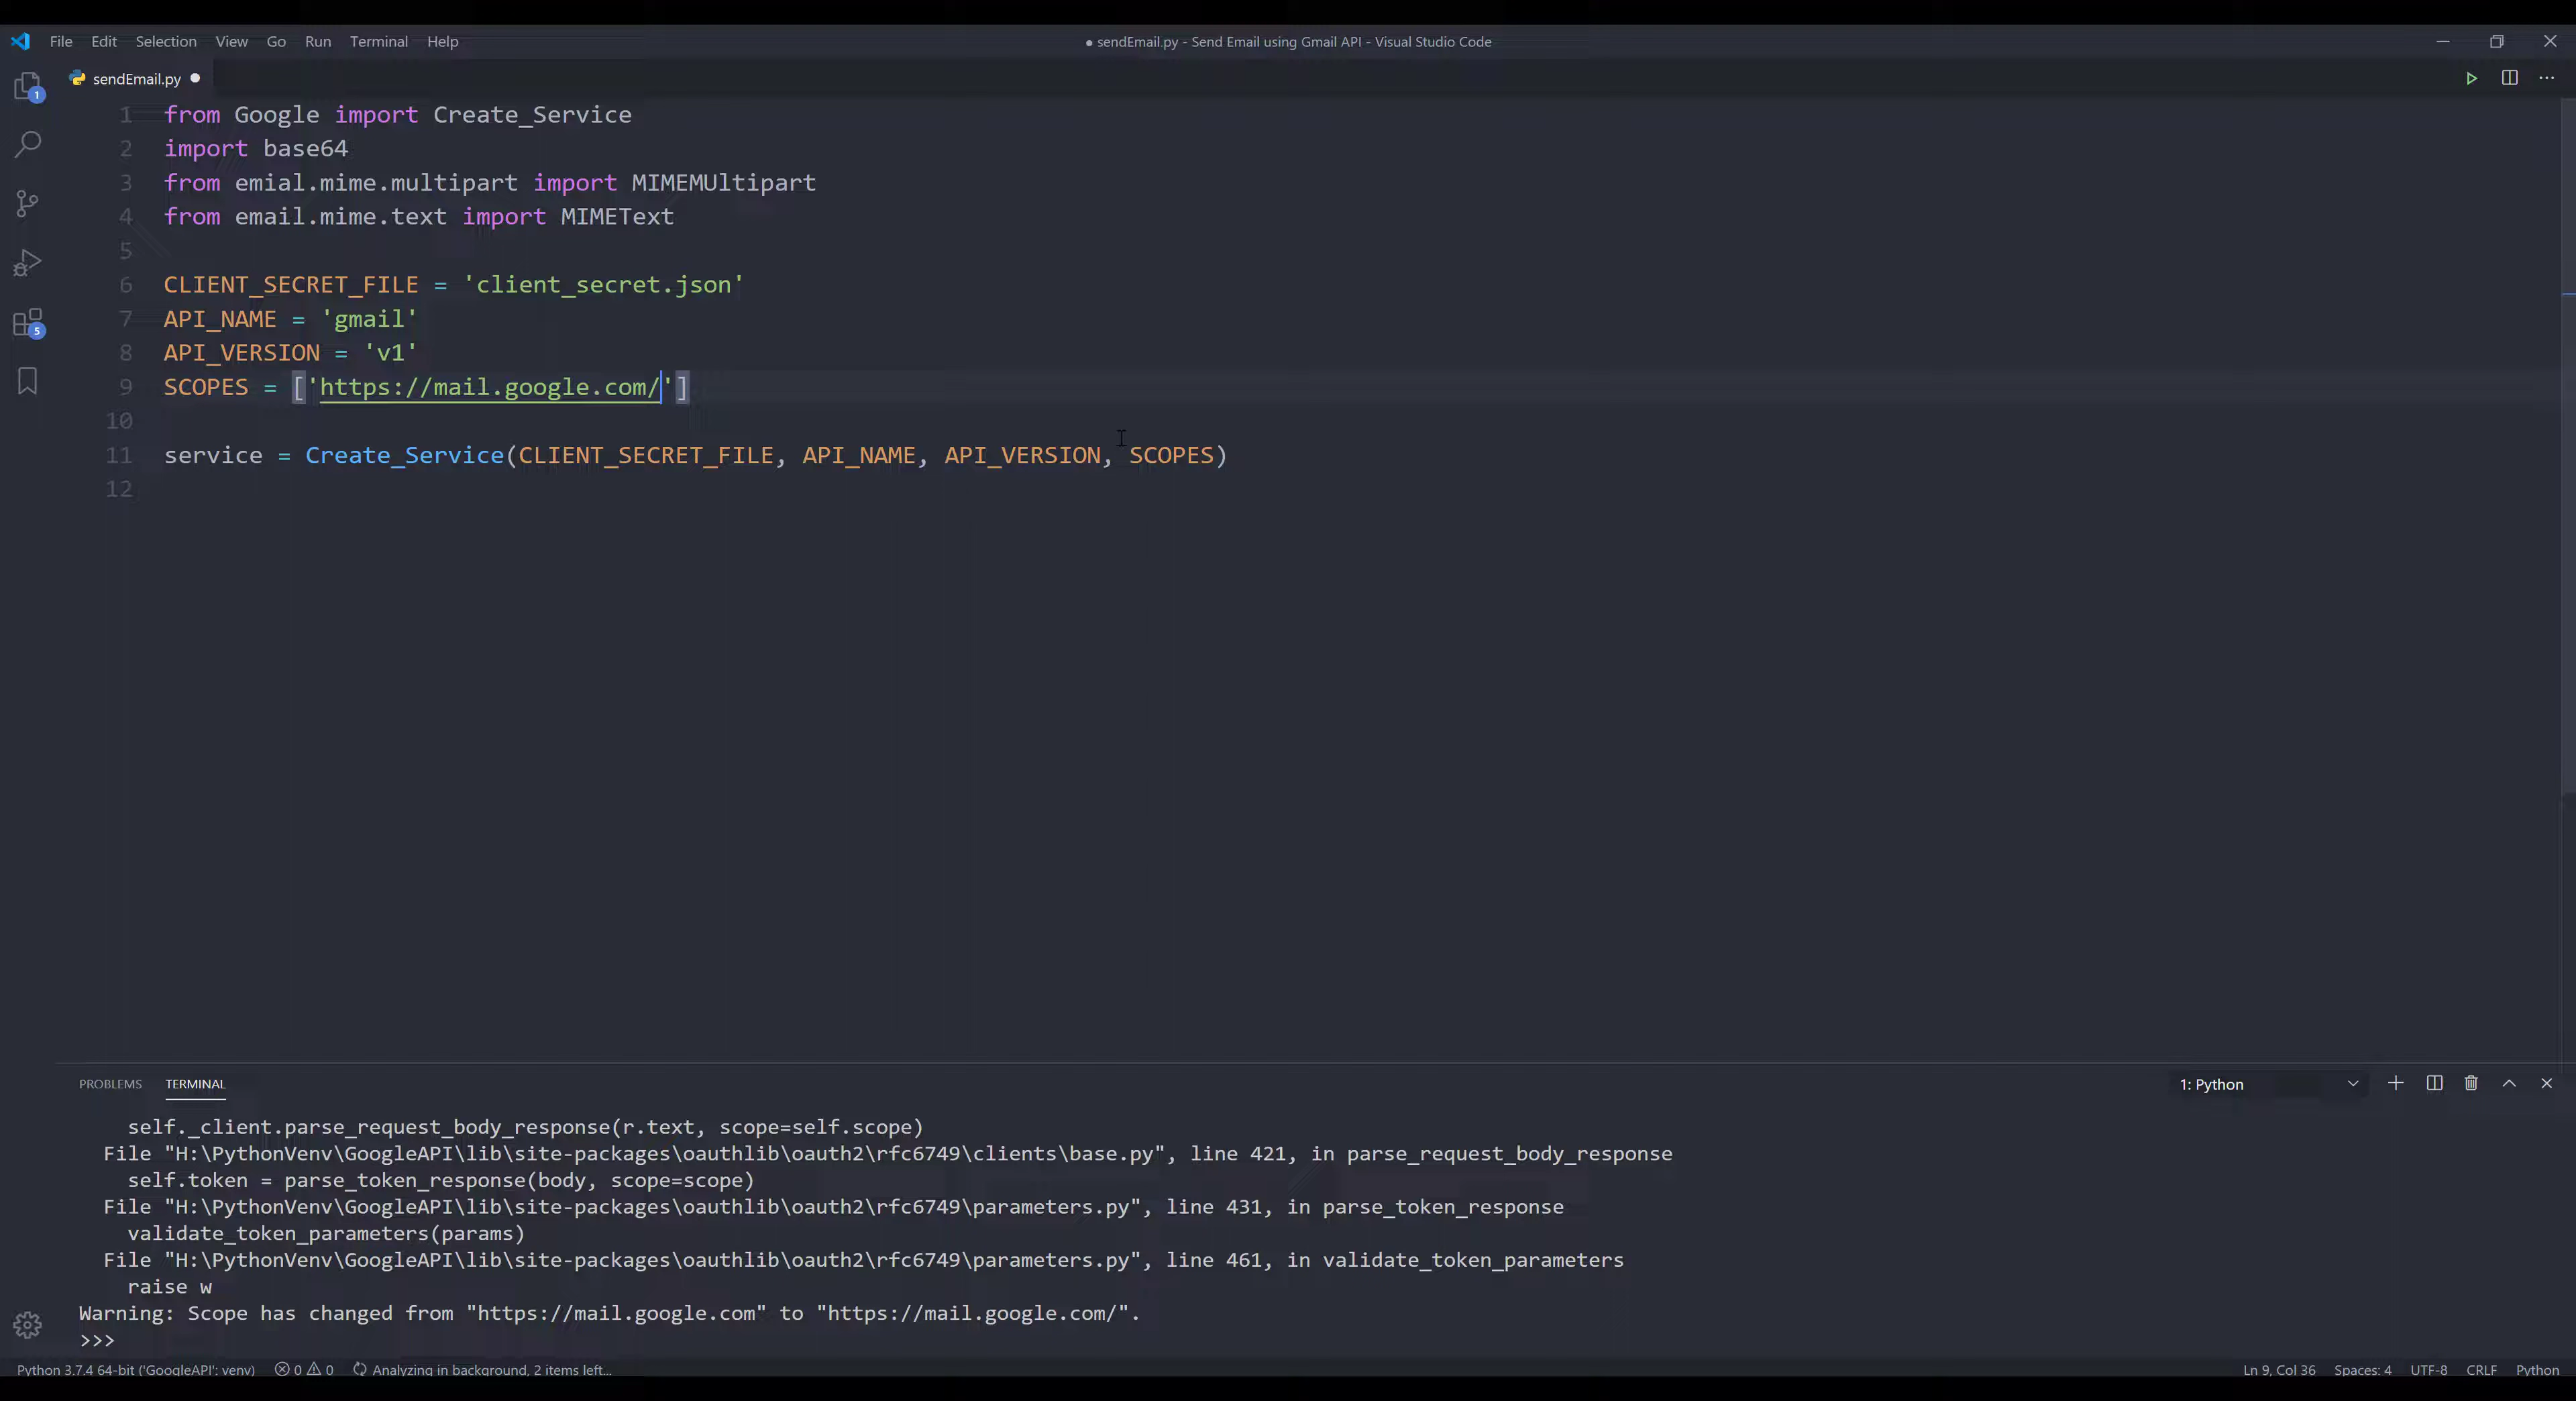 File Edit Selection View Go Run Terminal Help
● sendEmail.py - Send Email using Gmail API - Visual Studio Code
sendEmail.py
1 from Google import Create_Service
2 import base64
3 from emial.mime.multipart import MIMEMUltipart
4 from email.mime.text import MIMEText
5
6 CLIENT_SECRET_FILE = 'client_secret.json'
7 API_NAME = 'gmail'
8 API_VERSION = 'v1'
9 SCOPES = ['https://mail.google.com/']
10
11 service = Create_Service(CLIENT_SECRET_FILE, API_NAME, API_VERSION, SCOPES)
12
1
5
PROBLEMS TERMINAL
1: Python
self._client.parse_request_body_response(r.text, scope=self.scope)
File "H:\PythonVenv\GoogleAPI\lib\site-packages\oauthlib\oauth2\rfc6749\clients\base.py", line 421, in parse_request_body_response
self.token = parse_token_response(body, scope=scope)
File "H:\PythonVenv\GoogleAPI\lib\site-packages\oauthlib\oauth2\rfc6749\parameters.py", line 431, in parse_token_response
validate_token_parameters(params)
File "H:\PythonVenv\GoogleAPI\lib\site-packages\oauthlib\oauth2\rfc6749\parameters.py", line 461, in validate_token_parameters
raise w
Warning: Scope has changed from "https://mail.google.com" to "https://mail.google.com/".
>>>
Python 3.7.4 64-bit ('GoogleAPI': venv) 0 0 Analyzing in background, 2 items left... Ln 9, Col 36 Spaces: 4 UTF-8 CRLF Python